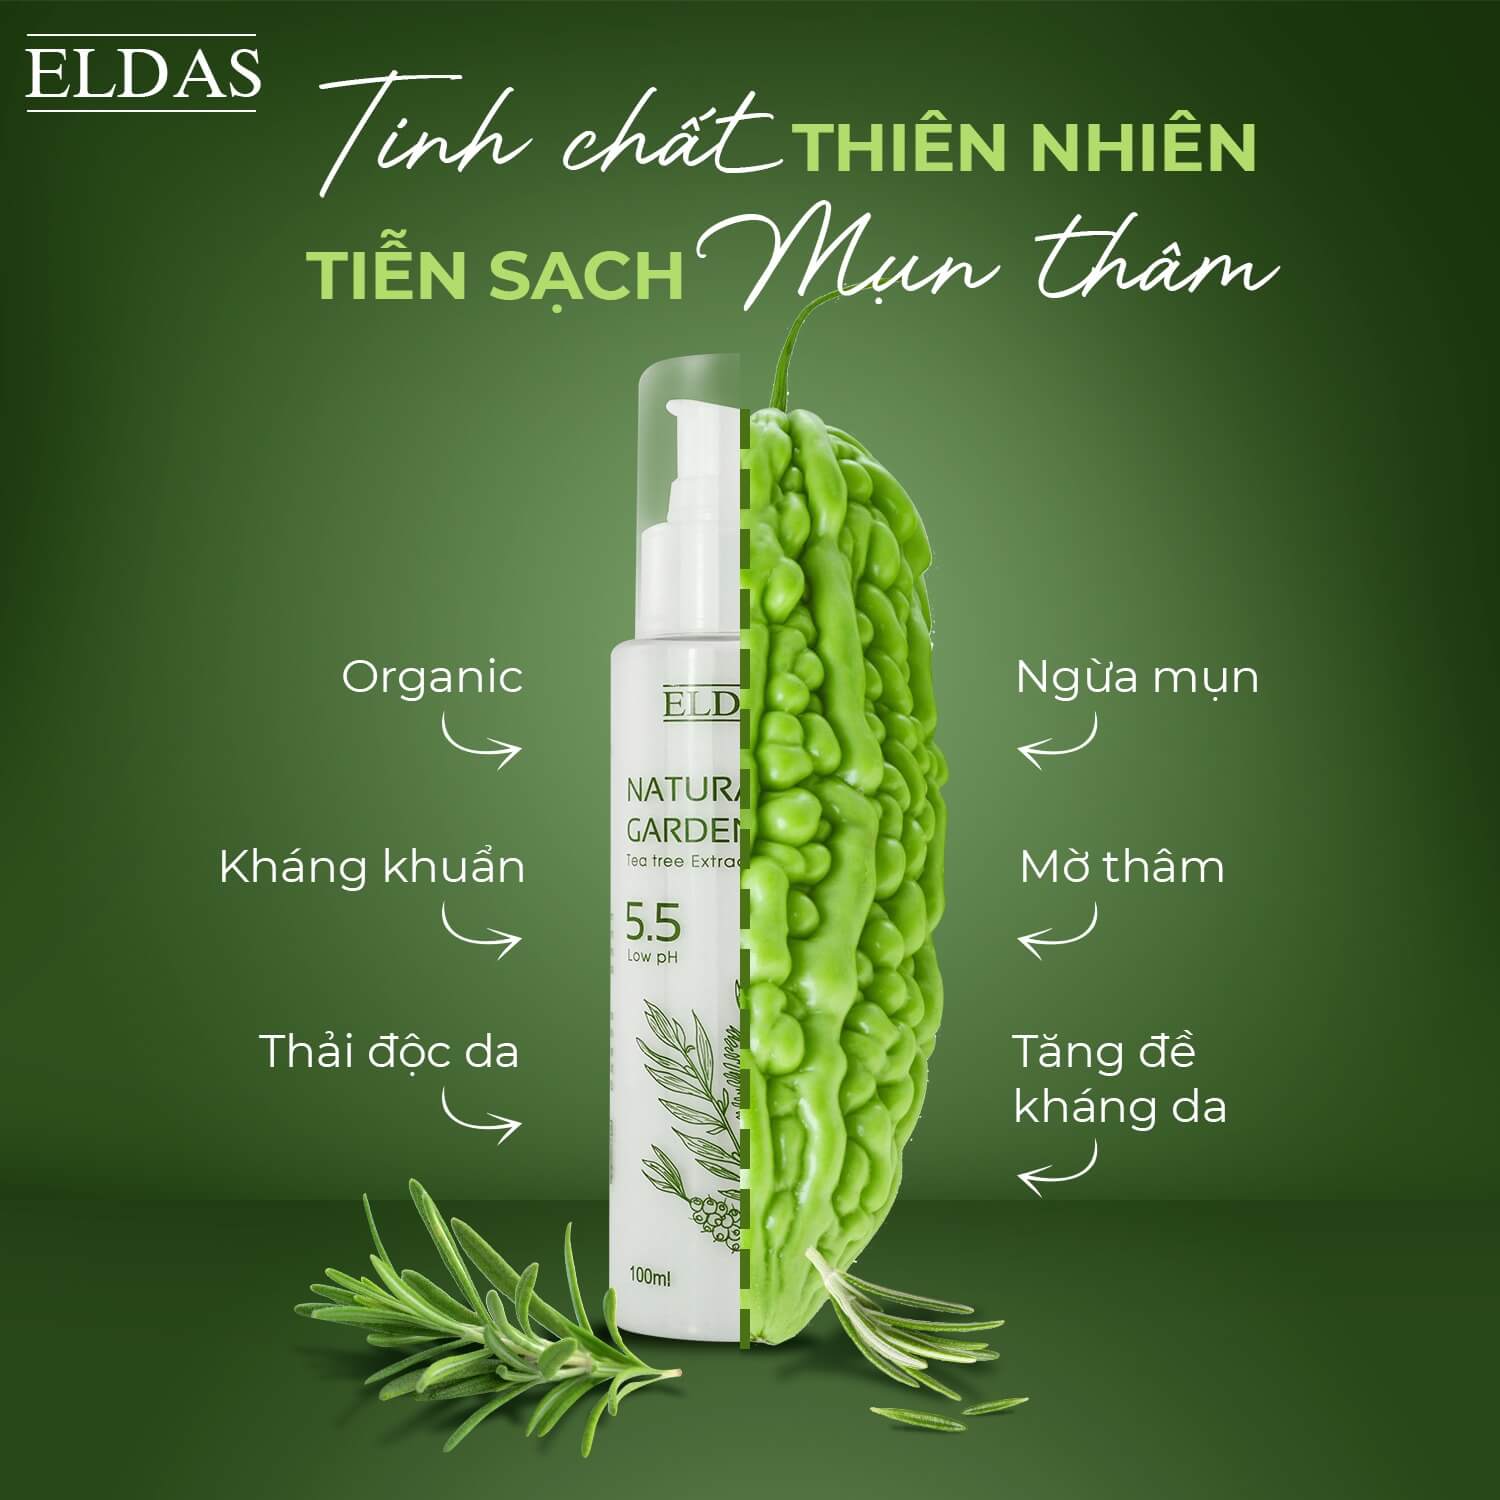 ELDAS
Tinh chất THIÊN NHIÊN
TIỄN SẠCH Mụn thâm
Organic
Kháng khuẩn
Thải độc da
Ngừa mụn
Mờ thâm
Tăng đề
kháng da
ELD
NATURA
GARDEN
Tea tree Extrac
5.5
Low pH
100ml